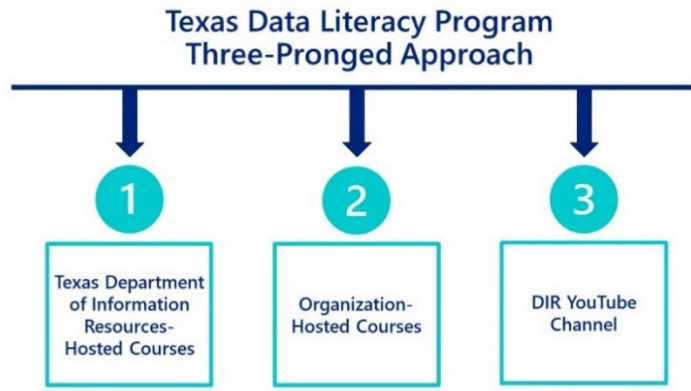 Texas Data Literacy Program
Three-Pronged Approach
1
2
3
Texas Department
of Information
Resources-
Hosted Courses
Organization-
Hosted Courses
DIR YouTube
Channel